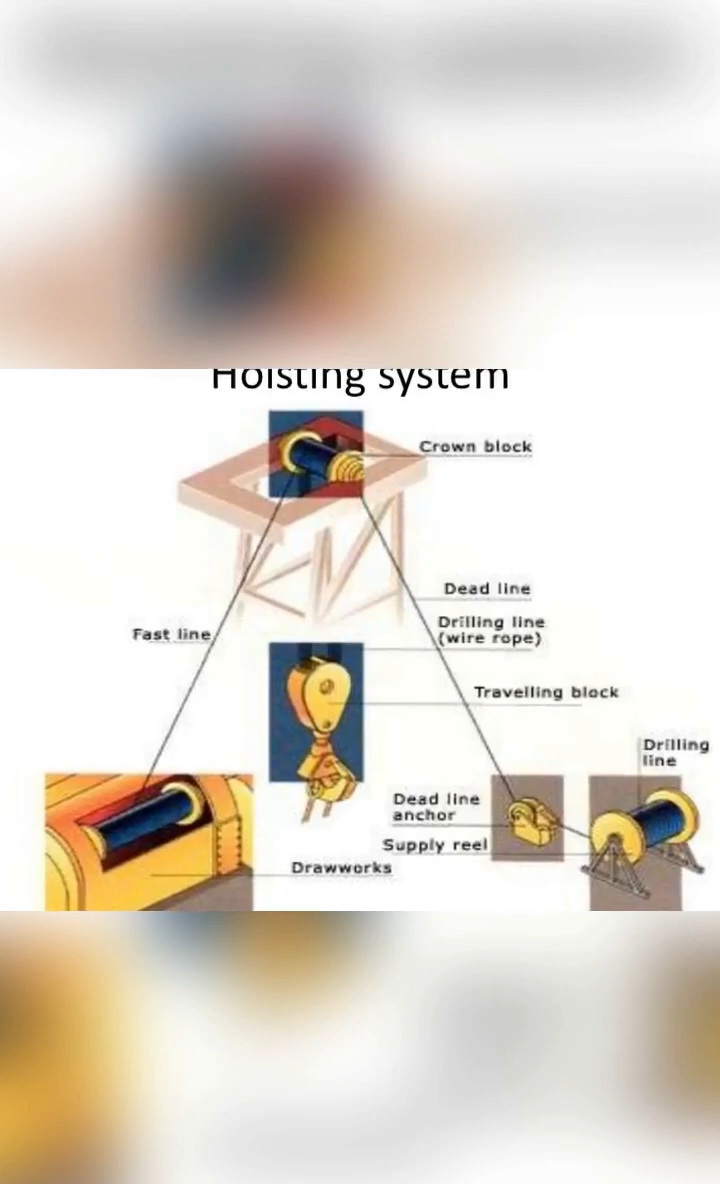 Hoisting system
Crown block
Dead line
Drilling line
(wire rope)
Fast line
Travelling block
Drilling
line
Dead line
anchor
Supply reel
Drawworks